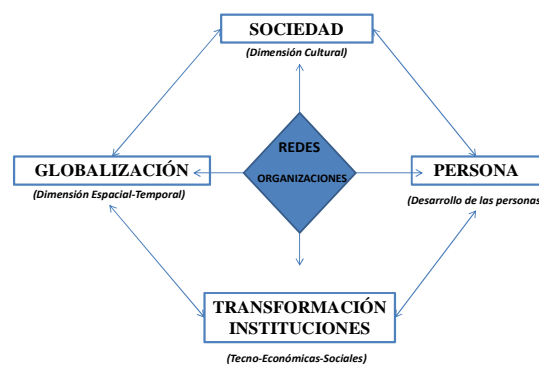 SOCIEDAD
(Dimensión Cultural)
REDES
ORGANIZACIONES
GLOBALIZACIÓN
(Dimensión Espacial-Temporal)
PERSONA
(Desarrollo de las personas
TRANSFORMACIÓN
INSTITUCIONES
(Tecno-Económicas-Sociales)